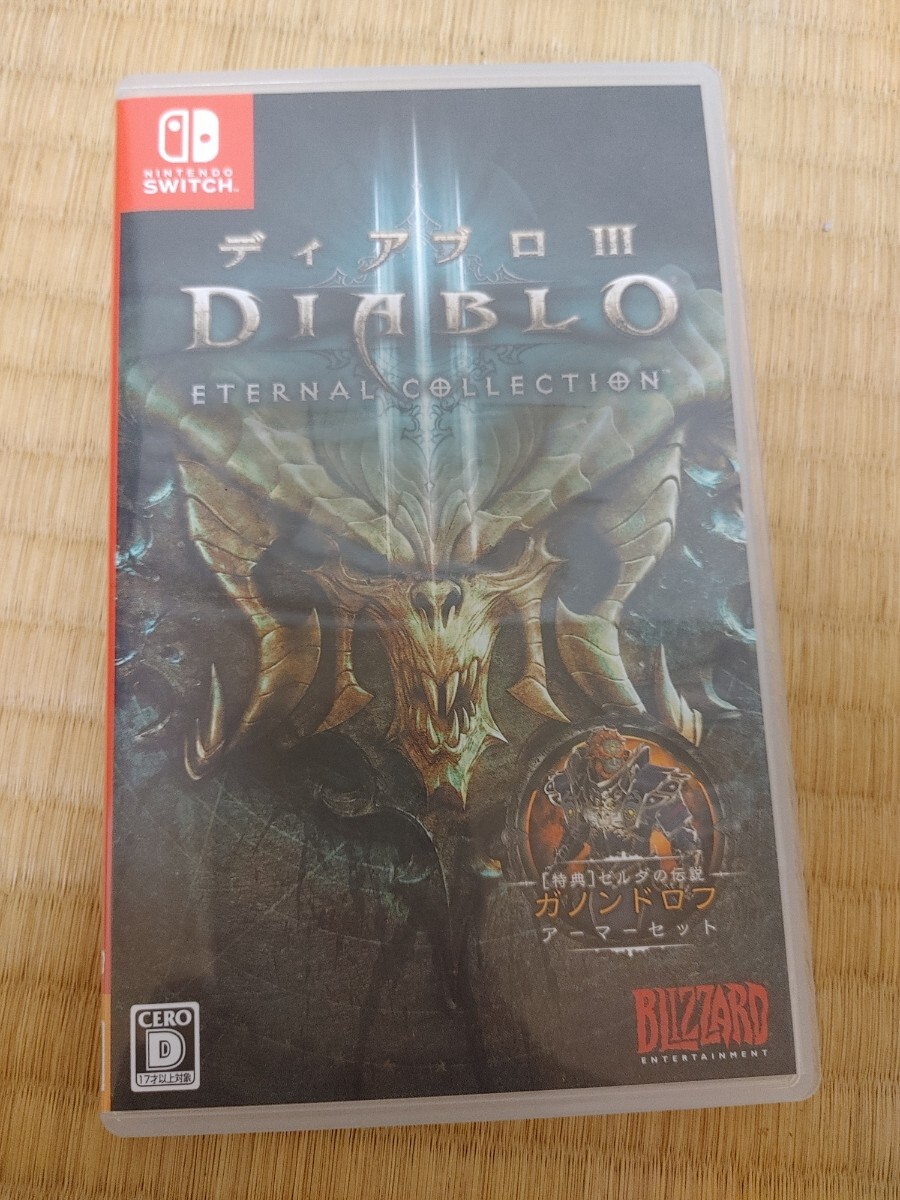 NINTENDO
SWITCH™
ディアブロ III
DIABLO
ETERNAL COLLECTION™
[特典]ゼルダの伝説
ガノンドロフ
アーマーセット
CERO
D
17才以上対象
BLIZZARD
ENTERTAINMENT